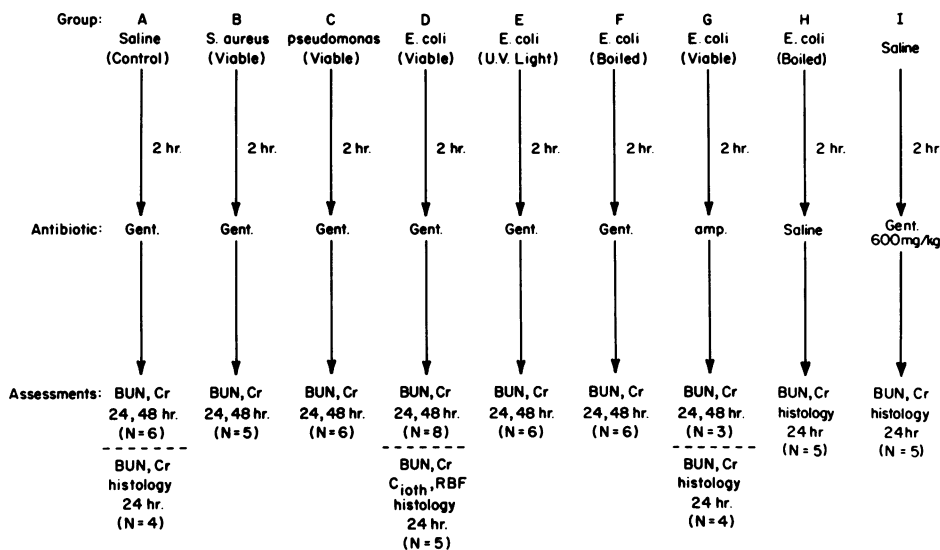 Group: A B C D E F G H I
Saline S. aureus pseudomonas E. coli E. coli E. coli E. coli E. coli Saline
(Control) (Viable) (Viable) (Viable) (U.V. Light) (Boiled) (Viable) (Boiled)
2 hr. 2 hr. 2 hr. 2 hr. 2 hr. 2 hr. 2 hr. 2 hr. 2 hr
Antibiotic: Gent. Gent. Gent. Gent. Gent. Gent. amp. Saline Gent.
600mg/kg
Assessments: BUN, Cr BUN, Cr BUN, Cr BUN, Cr BUN, Cr BUN, Cr BUN, Cr BUN, Cr BUN, Cr
24, 48 hr. 24, 48 hr. 24, 48 hr. 24, 48 hr. 24, 48 hr. 24, 48 hr. 24, 48 hr. histology histology
(N=6) (N=5) (N=6) (N=8) (N=6) (N=6) (N=3) 24 hr 24hr
(N=5) (N=5)
BUN, Cr BUN, Cr BUN, Cr
histology Cioth, RBF histology
24 hr. histology 24 hr.
(N=4) 24 hr. (N=4)
(N=5)